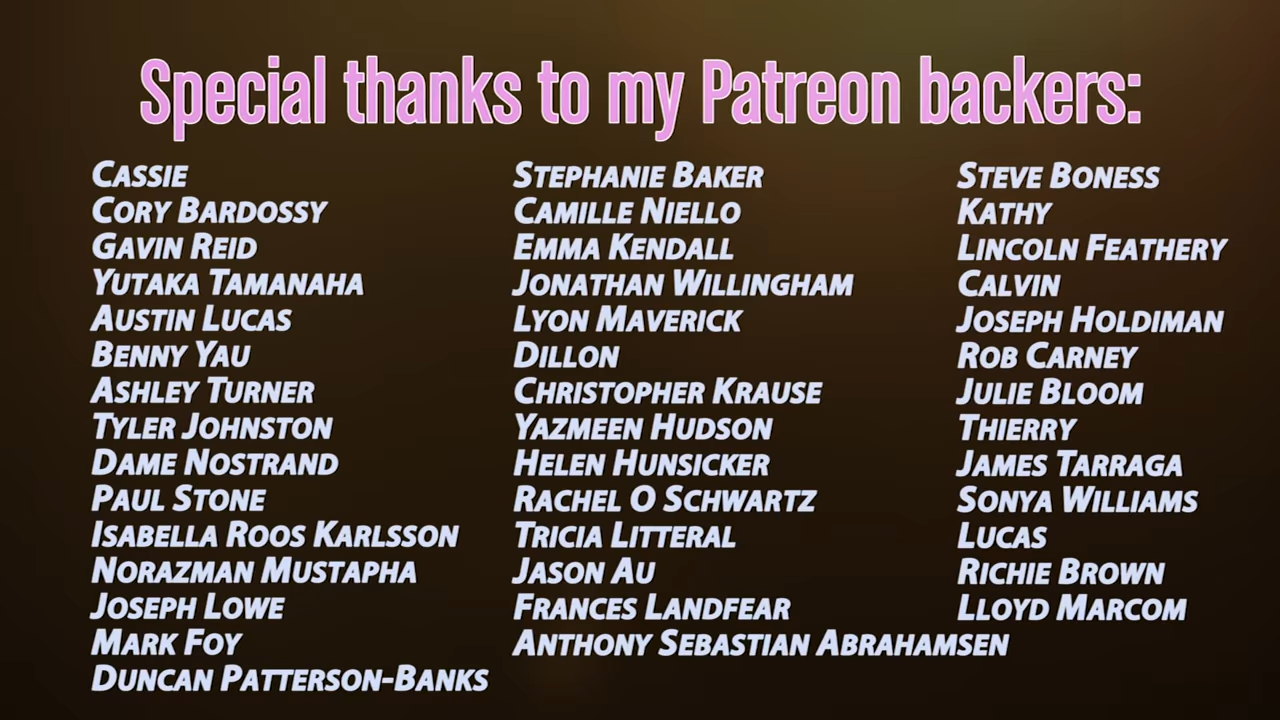 Special thanks to my Patreon backers:
CASSIE
CORY BARDOSSY
GAVIN REID
YUTAKA TAMANAHA
AUSTIN LUCAS
BENNY YAU
ASHLEY TURNER
TYLER JOHNSTON
DAME NOSTRAND
PAUL STONE
ISABELLA ROOS KARLSSON
NORAZMAN MUSTAPHA
JOSEPH LOWE
MARK FOY
DUNCAN PATTERSON-BANKS
STEPHANIE BAKER
CAMILLE NIELLO
EMMA KENDALL
JONATHAN WILLINGHAM
LYON MAVERICK
DILLON
CHRISTOPHER KRAUSE
YAZMEEN HUDSON
HELEN HUNSICKER
RACHEL O SCHWARTZ
TRICIA LITTERAL
JASON AU
FRANCES LANDFEAR
ANTHONY SEBASTIAN ABRAHAMSEN
STEVE BONESS
KATHY
LINCOLN FEATHERY
CALVIN
JOSEPH HOLDIMAN
ROB CARNEY
JULIE BLOOM
THIERRY
JAMES TARRAGA
SONYA WILLIAMS
LUCAS
RICHIE BROWN
LLOYD MARCOM